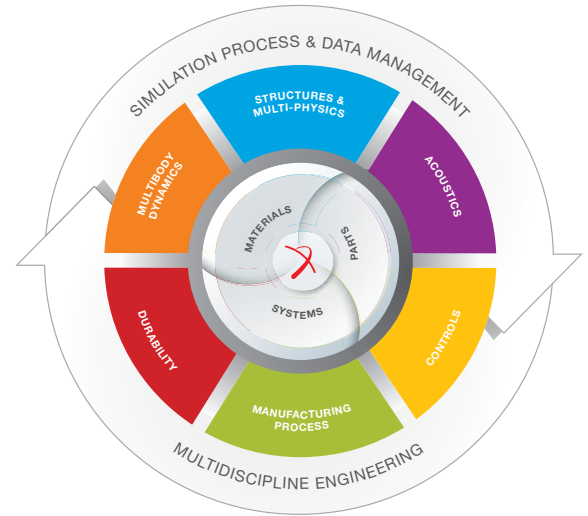 SIMULATION PROCESS & DATA MANAGEMENT
STRUCTURES &
MULTI-PHYSICS
MULTIBODY
DYNAMICS
ACOUSTICS
MATERIALS
PARTS
SYSTEMS
DURABILITY
CONTROLS
MANUFACTURING
PROCESS
MULTIDISCIPLINE ENGINEERING